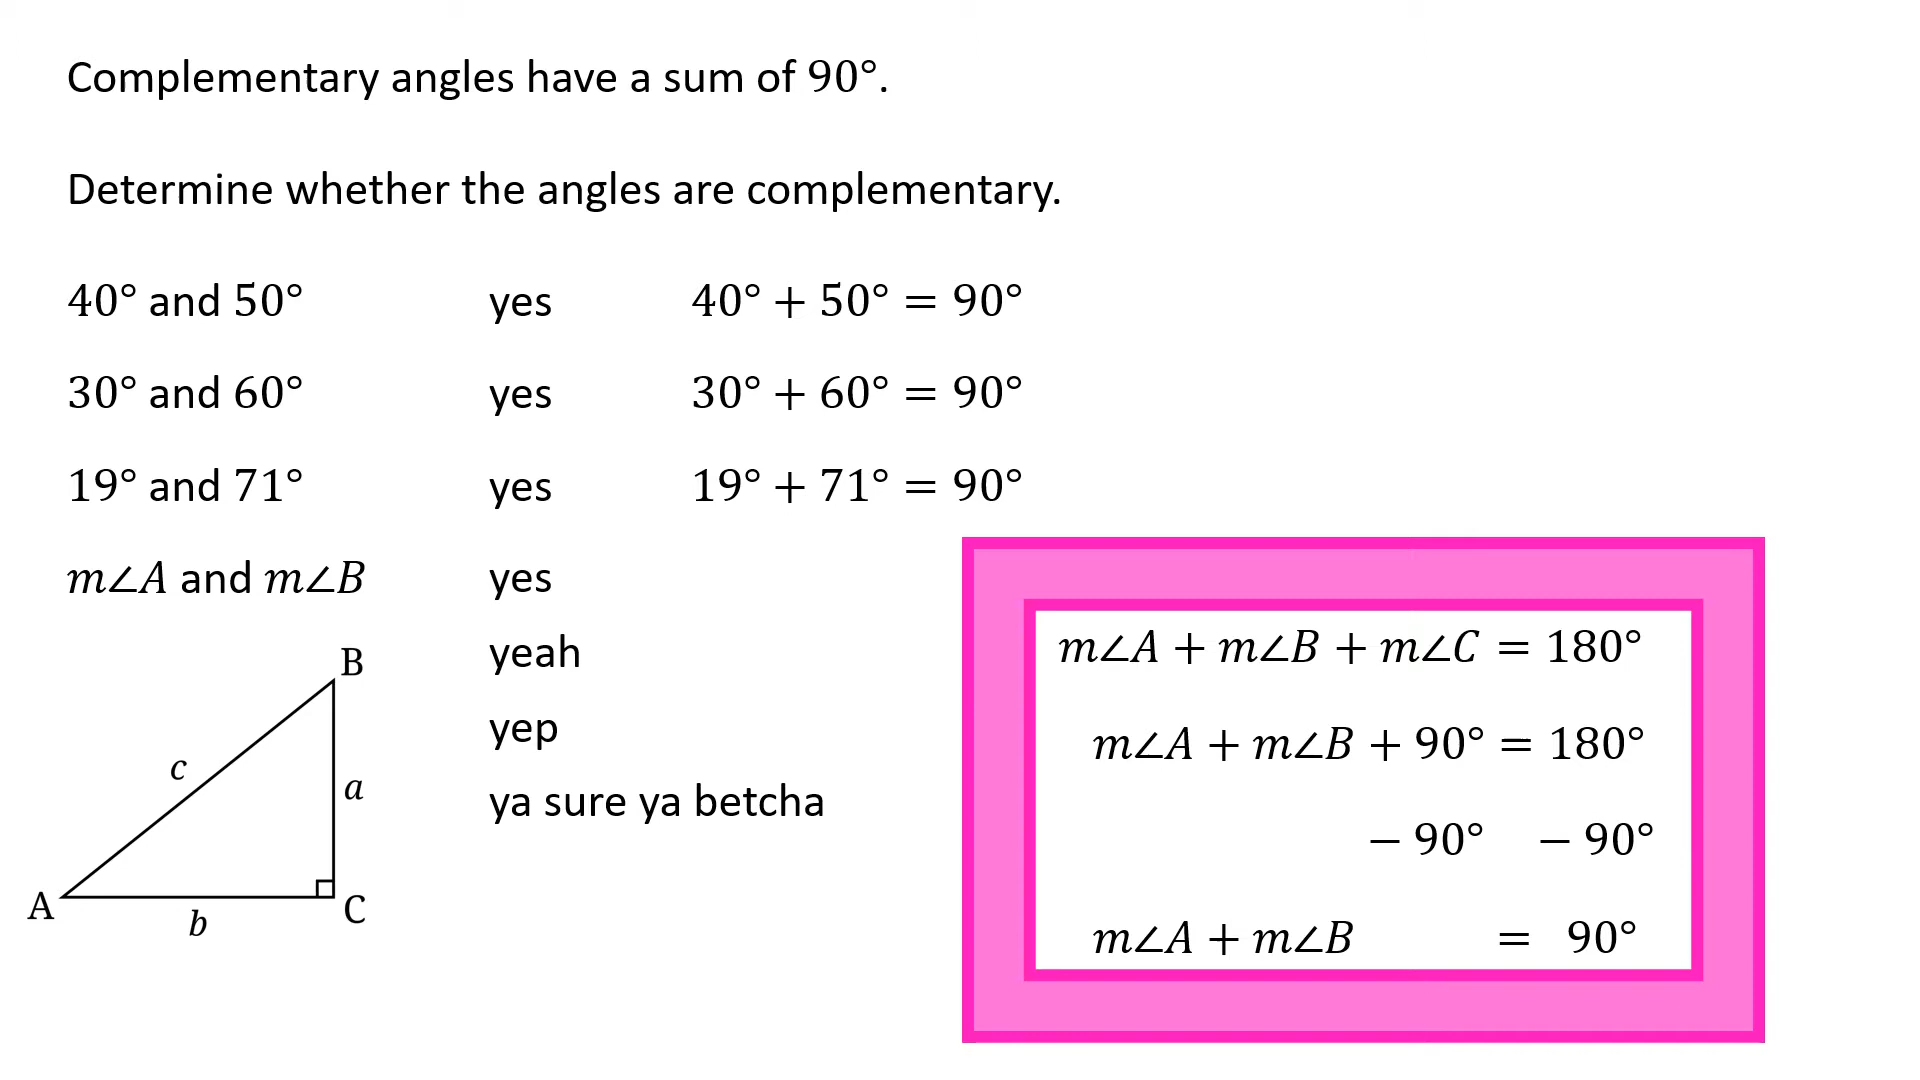 Complementary angles have a sum of 90°.
Determine whether the angles are complementary.
40° and 50° yes 40° + 50° = 90°
30° and 60° yes 30° + 60° = 90°
19° and 71° yes 19° + 71° = 90°
m∠A and m∠B yes
yeah
yep
ya sure ya betcha
B
c
a
A
b
C
m∠A + m∠B + m∠C = 180°
m∠A + m∠B + 90° = 180°
− 90° − 90°
m∠A + m∠B = 90°